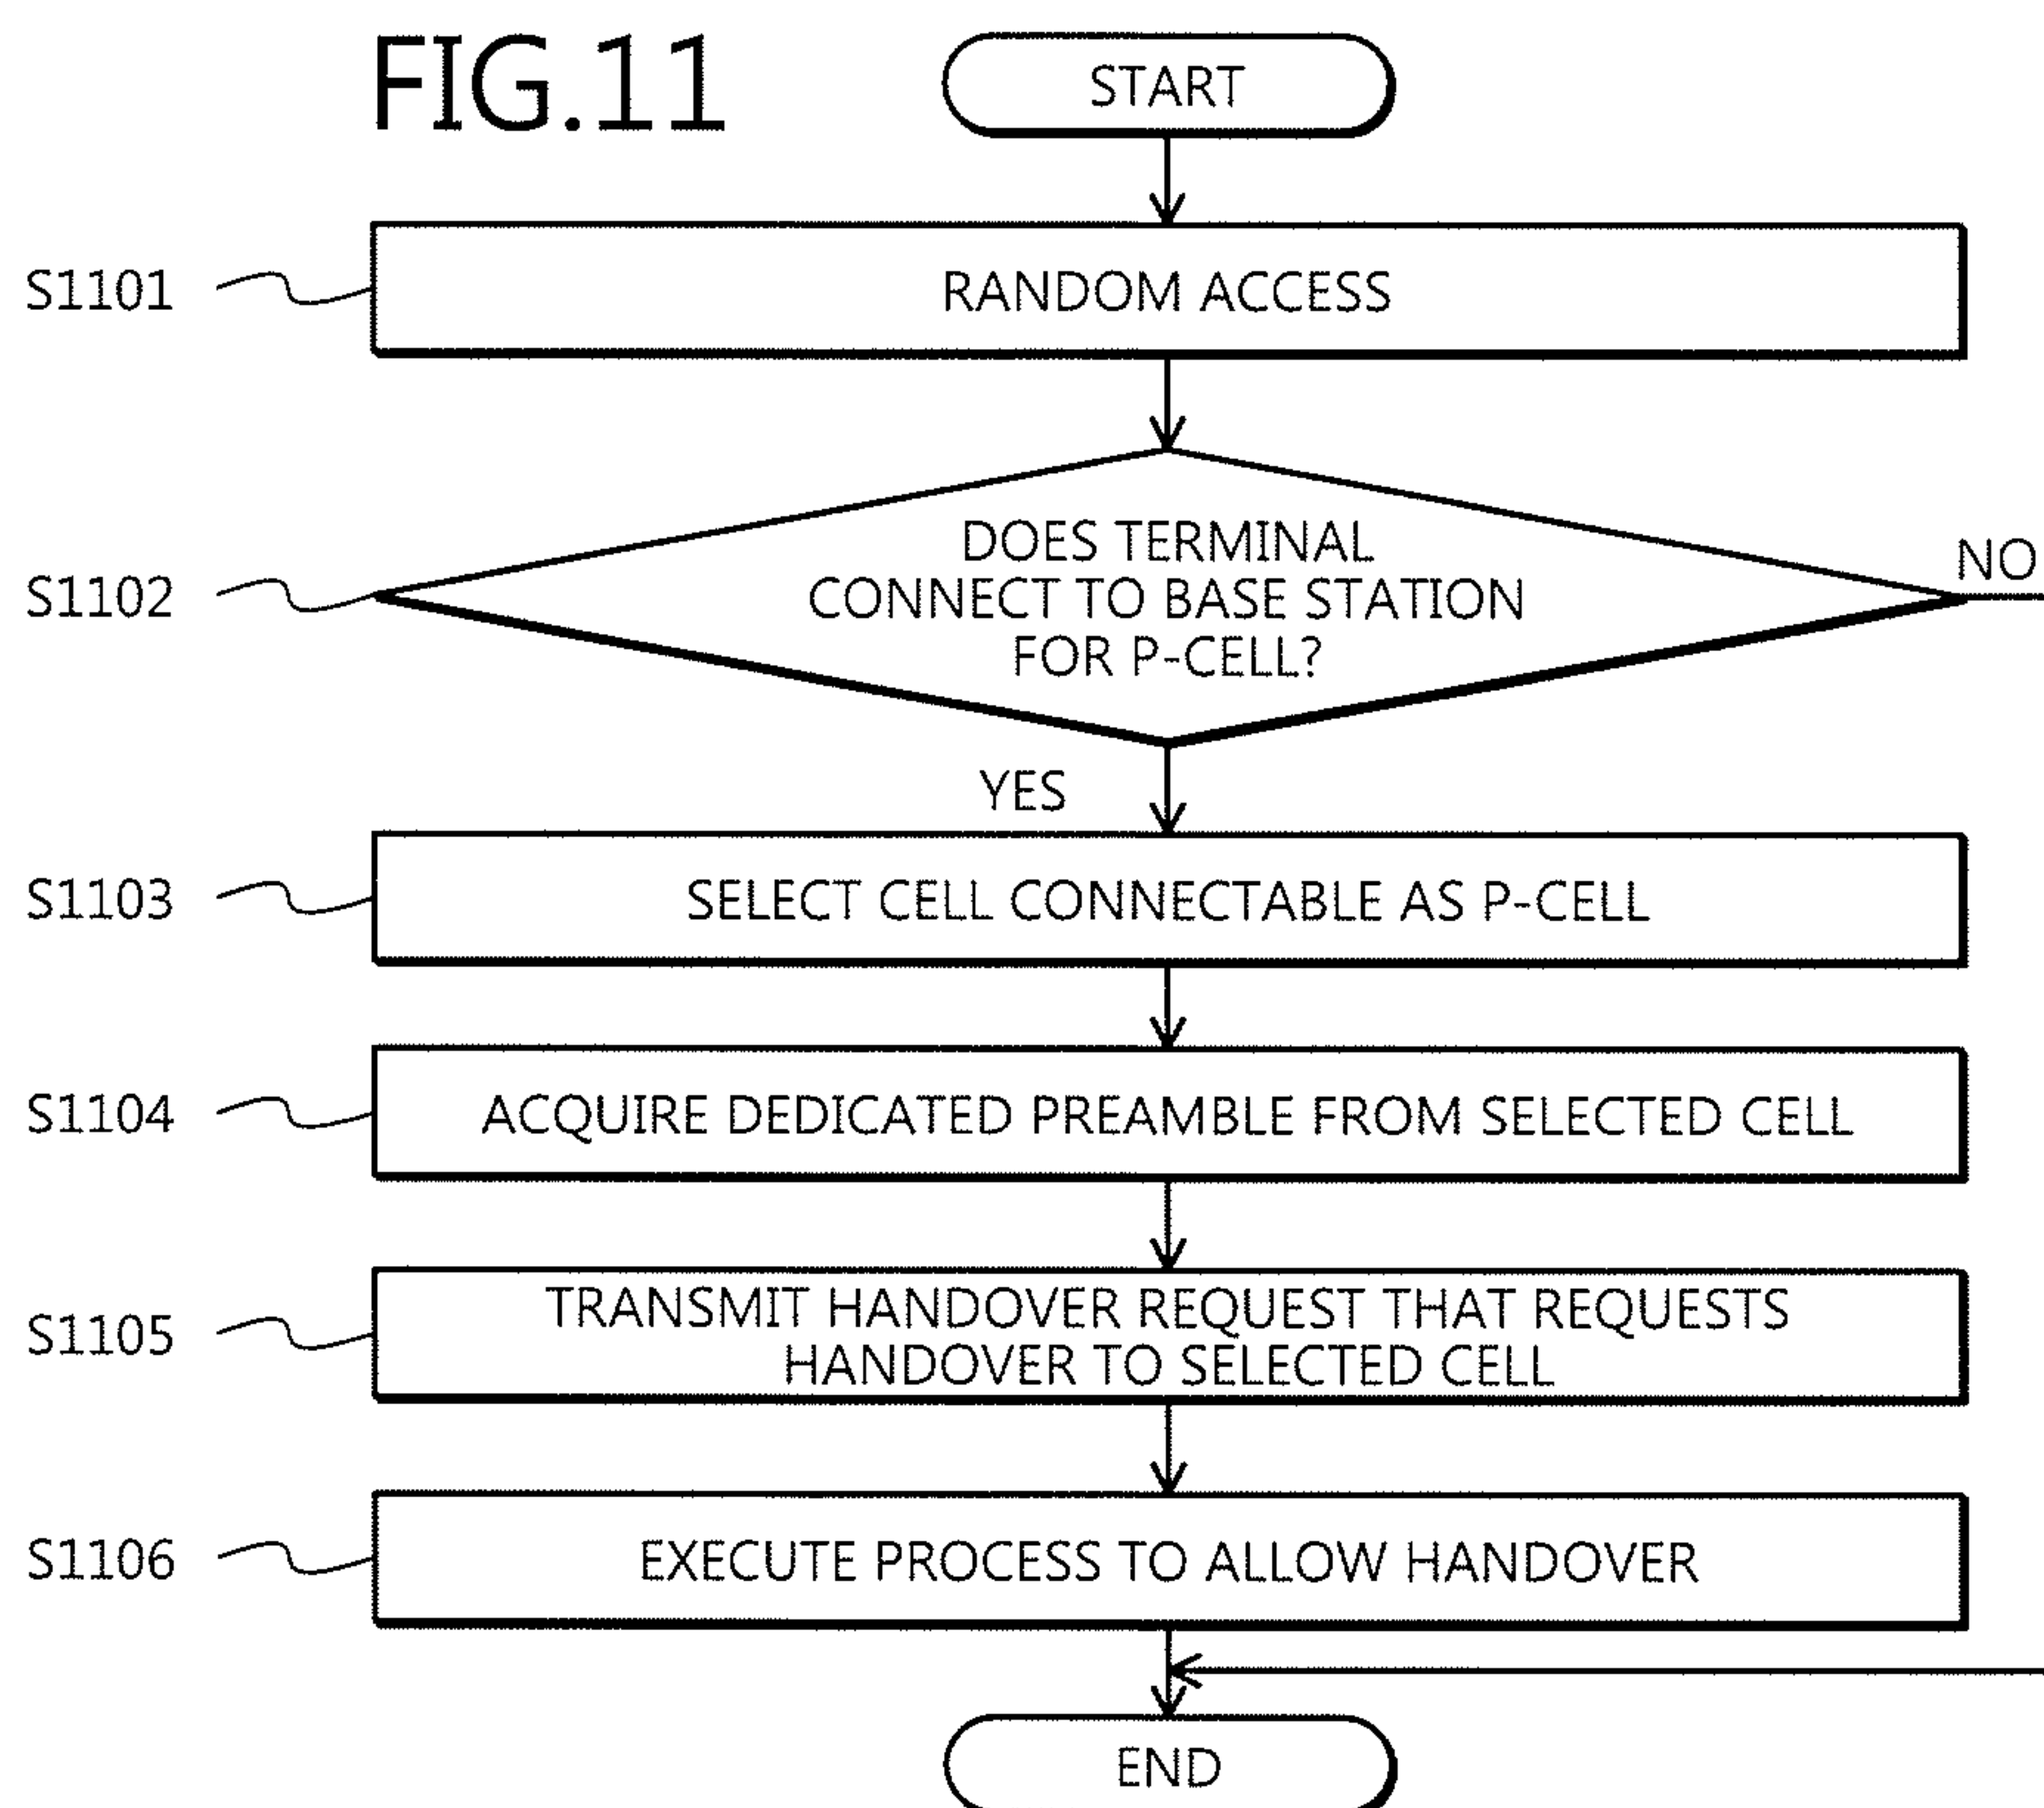 FIG.11
START
S1101
RANDOM ACCESS
S1102
DOES TERMINAL
CONNECT TO BASE STATION
FOR P-CELL?
NO
YES
S1103
SELECT CELL CONNECTABLE AS P-CELL
S1104
ACQUIRE DEDICATED PREAMBLE FROM SELECTED CELL
S1105
TRANSMIT HANDOVER REQUEST THAT REQUESTS
HANDOVER TO SELECTED CELL
S1106
EXECUTE PROCESS TO ALLOW HANDOVER
END